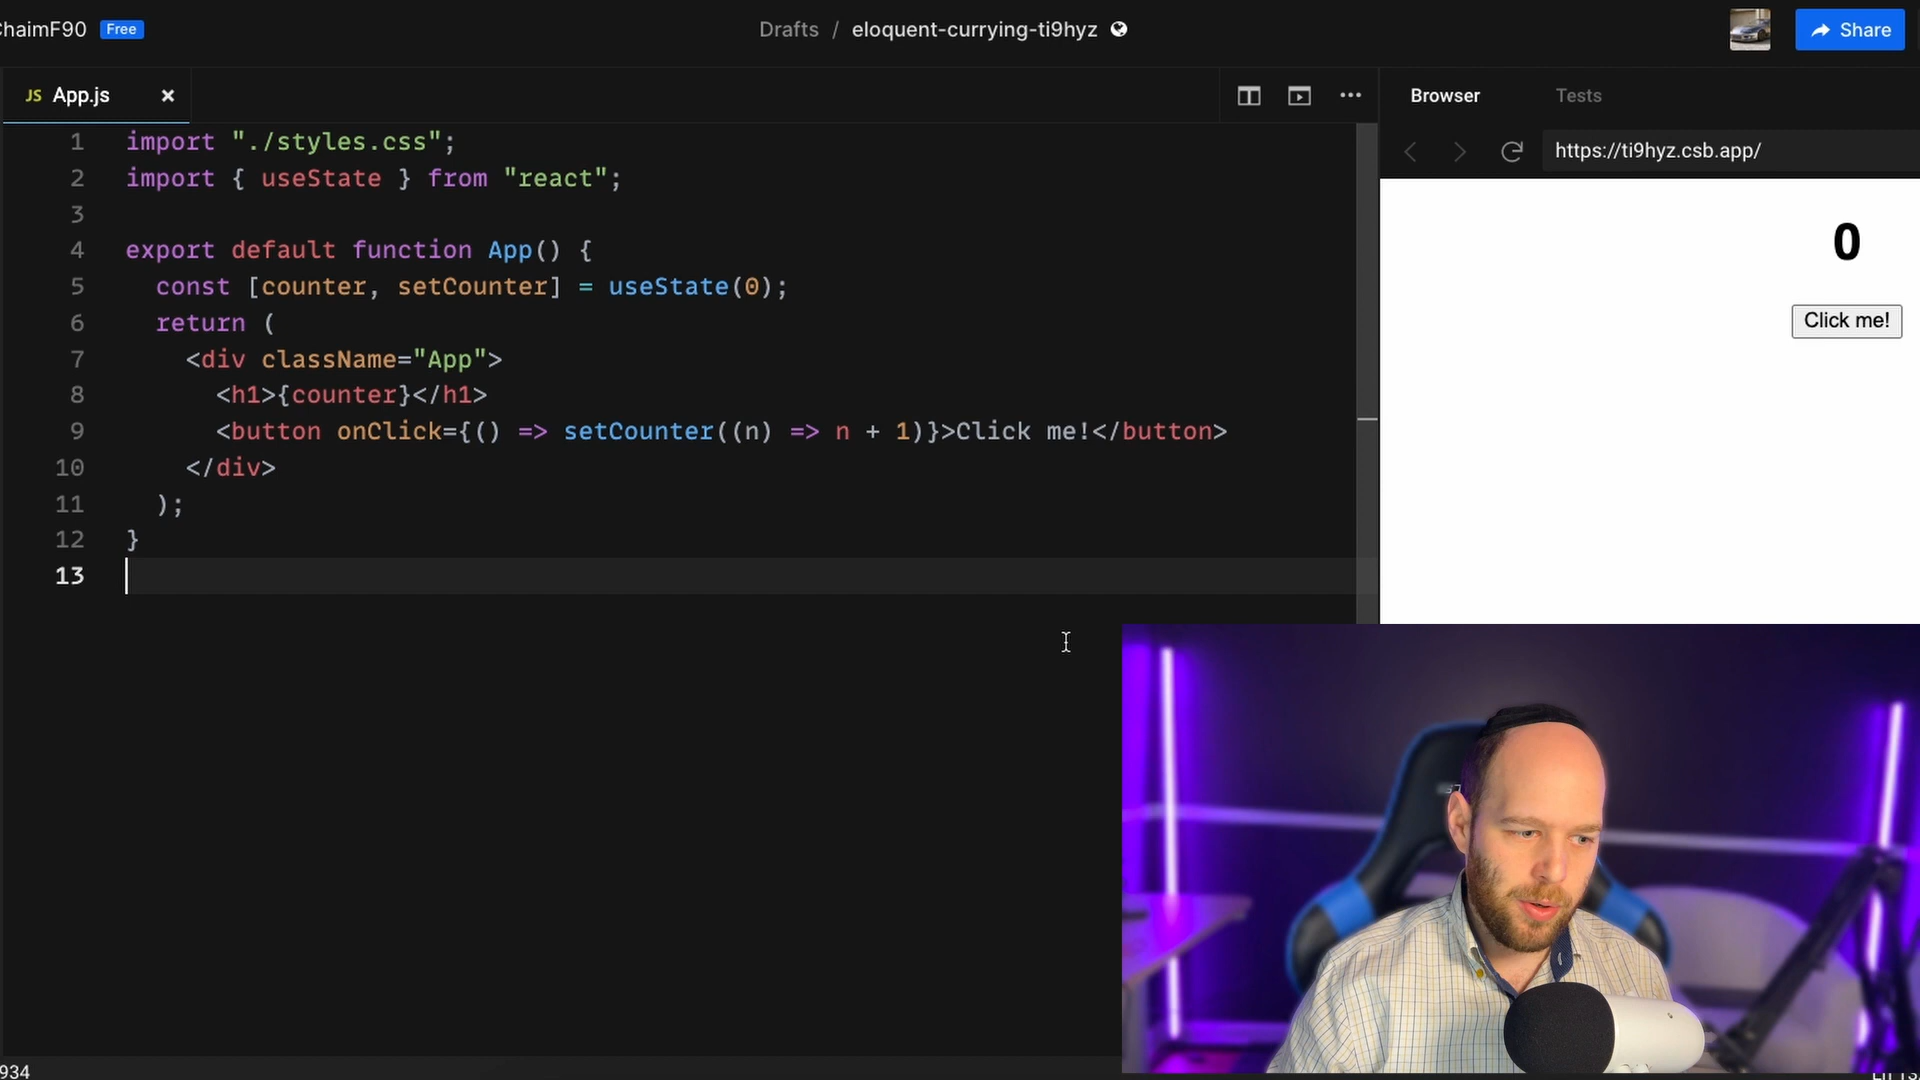 ChaimF90 Free
Drafts / eloquent-currying-ti9hyz
Share
JS App.js
Browser Tests
https://ti9hyz.csb.app/
1 import "./styles.css";
2 import { useState } from "react";
3
4 export default function App() {
5 const [counter, setCounter] = useState(0);
6 return (
7 <div className="App">
8 <h1>{counter}</h1>
9 <button onClick={() => setCounter((n) => n + 1)}>Click me!</button>
10 </div>
11 );
12 }
13
0
Click me!
934